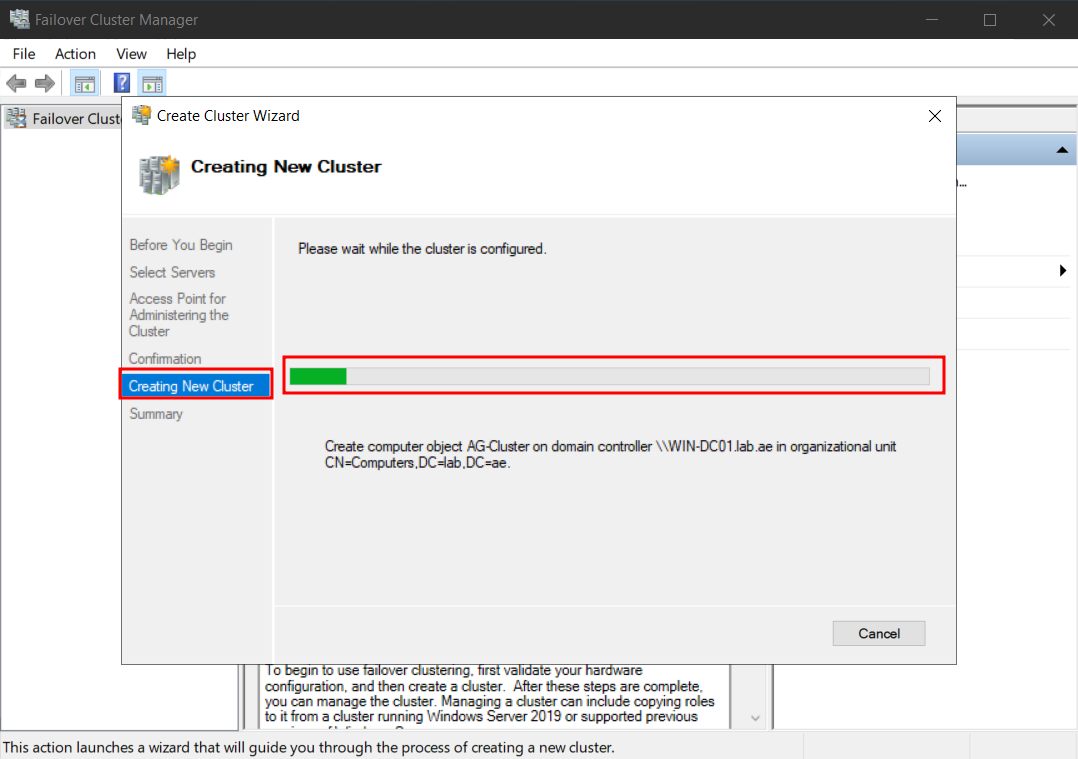 Failover Cluster Manager
File Action View Help
Failover Clust
Create Cluster Wizard
Creating New Cluster
Before You Begin
Select Servers
Access Point for
Administering the
Cluster
Confirmation
Creating New Cluster
Summary
Please wait while the cluster is configured.
Create computer object AG-Cluster on domain controller \\WIN-DC01.lab.ae in organizational unit
CN=Computers,DC=lab,DC=ae.
Cancel
To begin to use failover clustering, first validate your hardware
configuration, and then create a cluster. After these steps are complete,
you can manage the cluster. Managing a cluster can include copying roles
to it from a cluster running Windows Server 2019 or supported previous
This action launches a wizard that will guide you through the process of creating a new cluster.